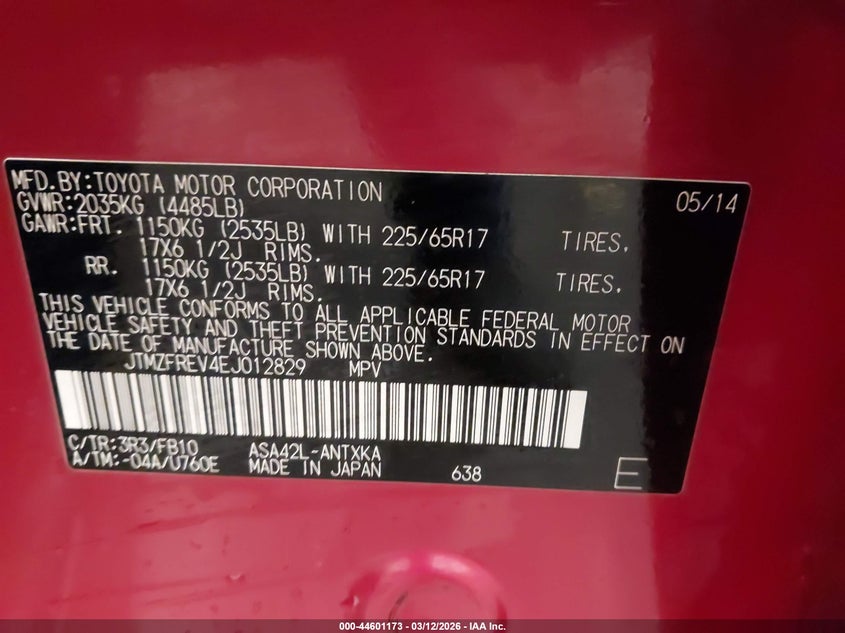 MFD.BY:TOYOTA MOTOR CORPORATION 05/14
GVWR:2035KG (4485LB)
GAWR:FRT. 1150KG (2535LB) WITH 225/65R17 TIRES,
17X6 1/2J RIMS.
RR. 1150KG (2535LB) WITH 225/65R17 TIRES,
17X6 1/2J RIMS.
THIS VEHICLE CONFORMS TO ALL APPLICABLE FEDERAL MOTOR
VEHICLE SAFETY AND THEFT PREVENTION STANDARDS IN EFFECT ON
THE DATE OF MANUFACTURE SHOWN ABOVE.
JTMZFREV4EJ012829 MPV
C/TR:3R3/FB10 ASA42L-ANTXKA
A/TM:-04A/U760E MADE IN JAPAN 638 E
000-44601173 - 03/12/2026 - IAA Inc.